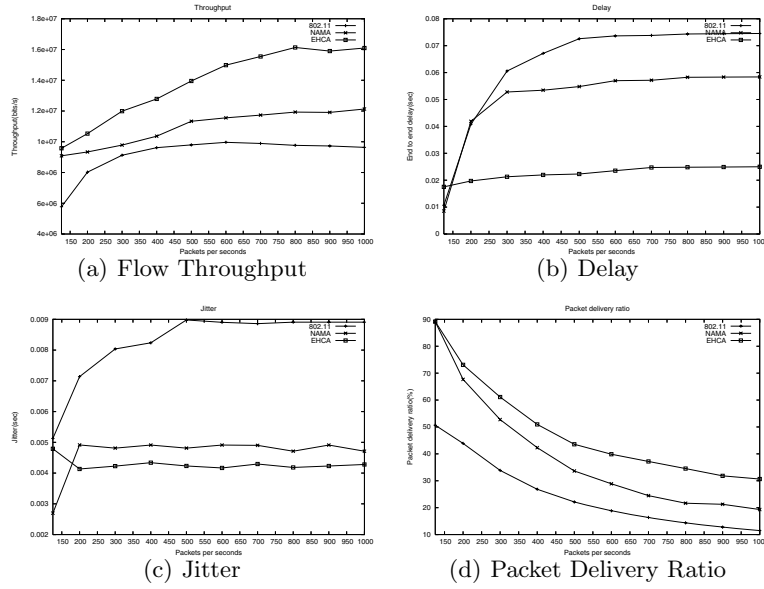 Throughput
1.8e+07
1.6e+07
1.4e+07
1.2e+07
1e+07
8e+06
6e+06
4e+06
Throughput(bits/s)
802.11
NAMA
EHCA
150 200 250 300 350 400 450 500 550 600 650 700 750 800 850 900 950 1000
Packets per seconds
(a) Flow Throughput
Delay
0.08
0.07
0.06
0.05
0.04
0.03
0.02
0.01
0
End to end delay(sec)
802.11
NAMA
EHCA
150 200 250 300 350 400 450 500 550 600 650 700 750 800 850 900 950 1000
Packets per seconds
(b) Delay
Jitter
0.009
0.008
0.007
0.006
0.005
0.004
0.003
0.002
Jitter(sec)
802.11
NAMA
EHCA
150 200 250 300 350 400 450 500 550 600 650 700 750 800 850 900 950 1000
Packets per seconds
(c) Jitter
Packet delivery ratio
90
80
70
60
50
40
30
20
10
Packet delivery ratio(%)
802.11
NAMA
EHCA
150 200 250 300 350 400 450 500 550 600 650 700 750 800 850 900 950 1000
Packets per seconds
(d) Packet Delivery Ratio